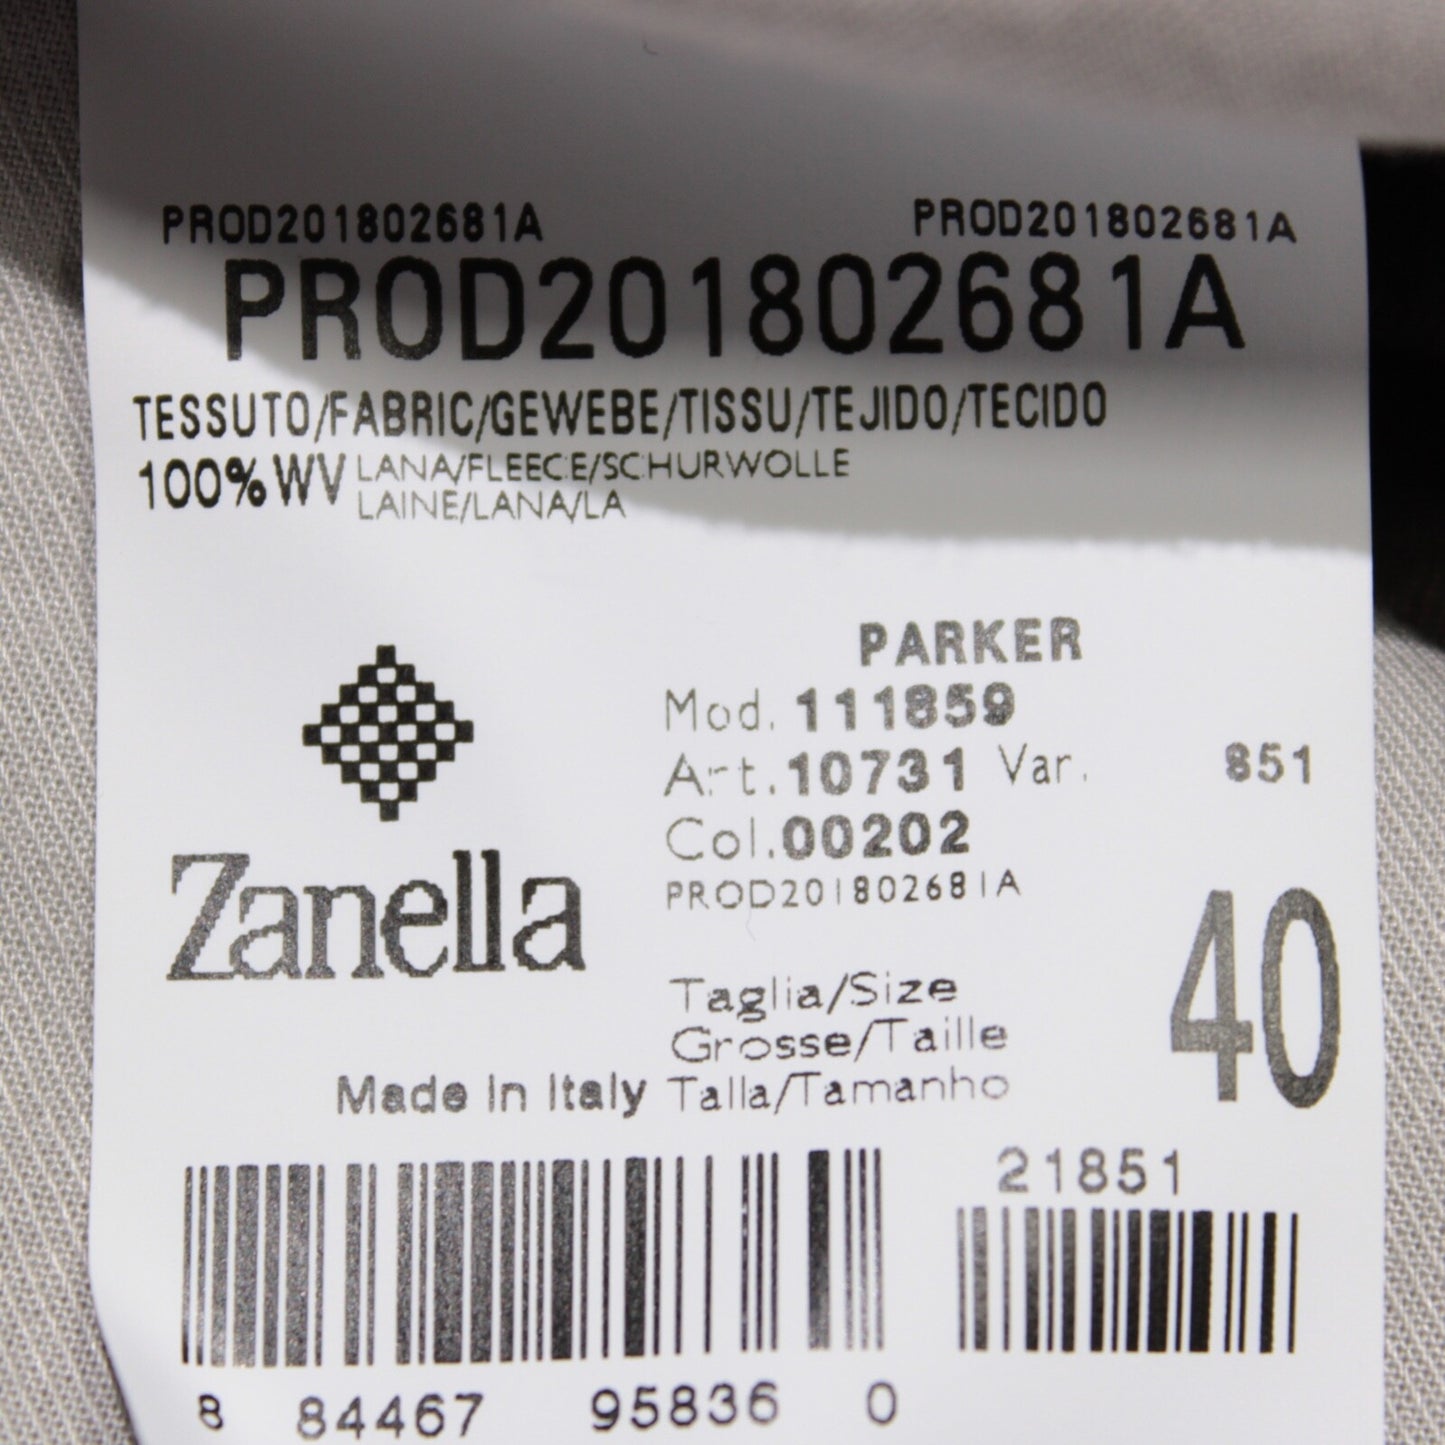 PROD201802681A PROD201802681A
PROD201802681A
TESSUTO/FABRIC/GEWEBE/TISSU/TEJIDO/TECIDO
100% WV LANA/FLEECE/SCHURWOLLE
LAINE/LANA/LA
PARKER
Mod. 111859
Art. 10731 Var. 851
Col. 00202
PROD201802681A
Zanella
Taglia/Size
Grosse/Taille
Talla/Tamanho
40
Made In Italy
21851
8 84467 95836 0